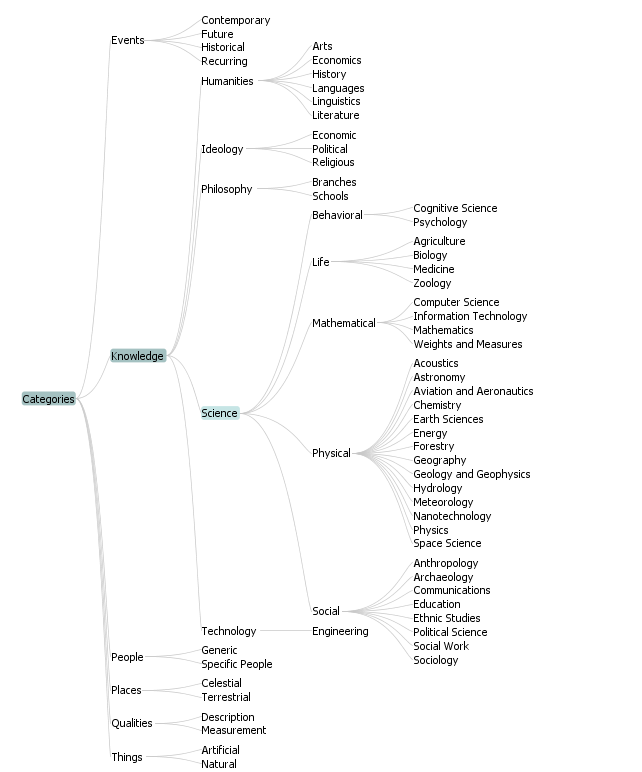 Categories
Events
Contemporary
Future
Historical
Recurring
Knowledge
Humanities
Arts
Economics
History
Languages
Linguistics
Literature
Ideology
Economic
Political
Religious
Philosophy
Branches
Schools
Science
Behavioral
Cognitive Science
Psychology
Life
Agriculture
Biology
Medicine
Zoology
Mathematical
Computer Science
Information Technology
Mathematics
Weights and Measures
Physical
Acoustics
Astronomy
Aviation and Aeronautics
Chemistry
Earth Sciences
Energy
Forestry
Geography
Geology and Geophysics
Hydrology
Meteorology
Nanotechnology
Physics
Space Science
Social
Anthropology
Archaeology
Communications
Education
Ethnic Studies
Political Science
Social Work
Sociology
Technology
Engineering
People
Generic
Specific People
Places
Celestial
Terrestrial
Qualities
Description
Measurement
Things
Artificial
Natural